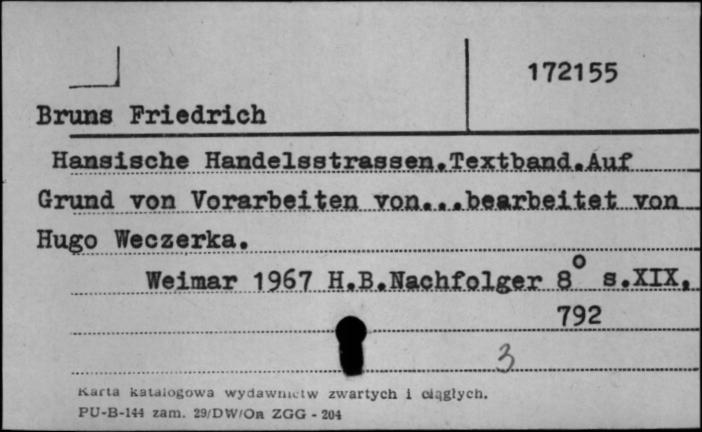 172155
Bruns Friedrich
Hansische Handelsstrassen.Textband.Auf
Grund von Vorarbeiten von...bearbeitet von
Hugo Weczerka.
Weimar 1967 H.B.Nachfolger 8° s.XIX,
792
3
Karta katalogowa wydawnictw zwartych i ciągłych.
PU-B-144 zam. 29/DW/On ZGG - 204